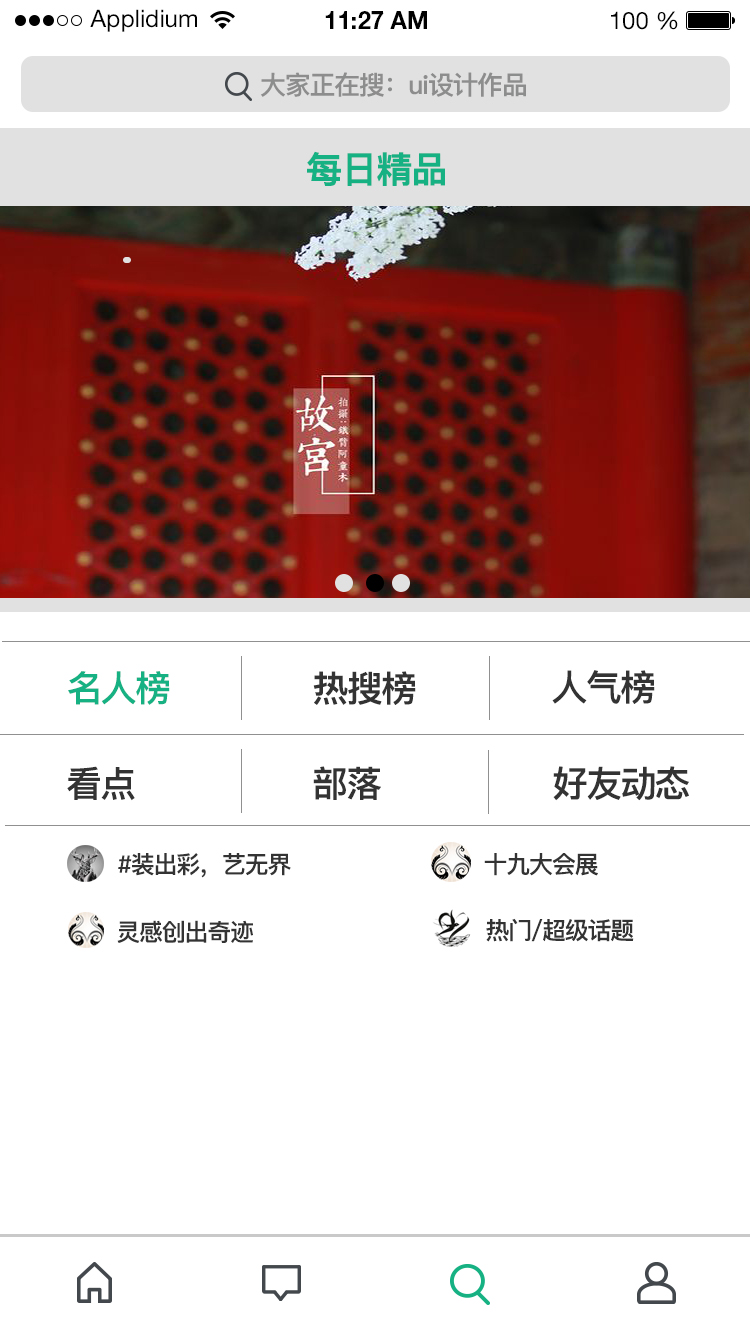 Applidium 11:27 AM 100 %
大家正在搜：ui设计作品
每日精品
故宮
拍攝：鐵臂阿童木
名人榜 热搜榜 人气榜
看点 部落 好友动态
#装出彩，艺无界 十九大会展
灵感创出奇迹 热门/超级话题